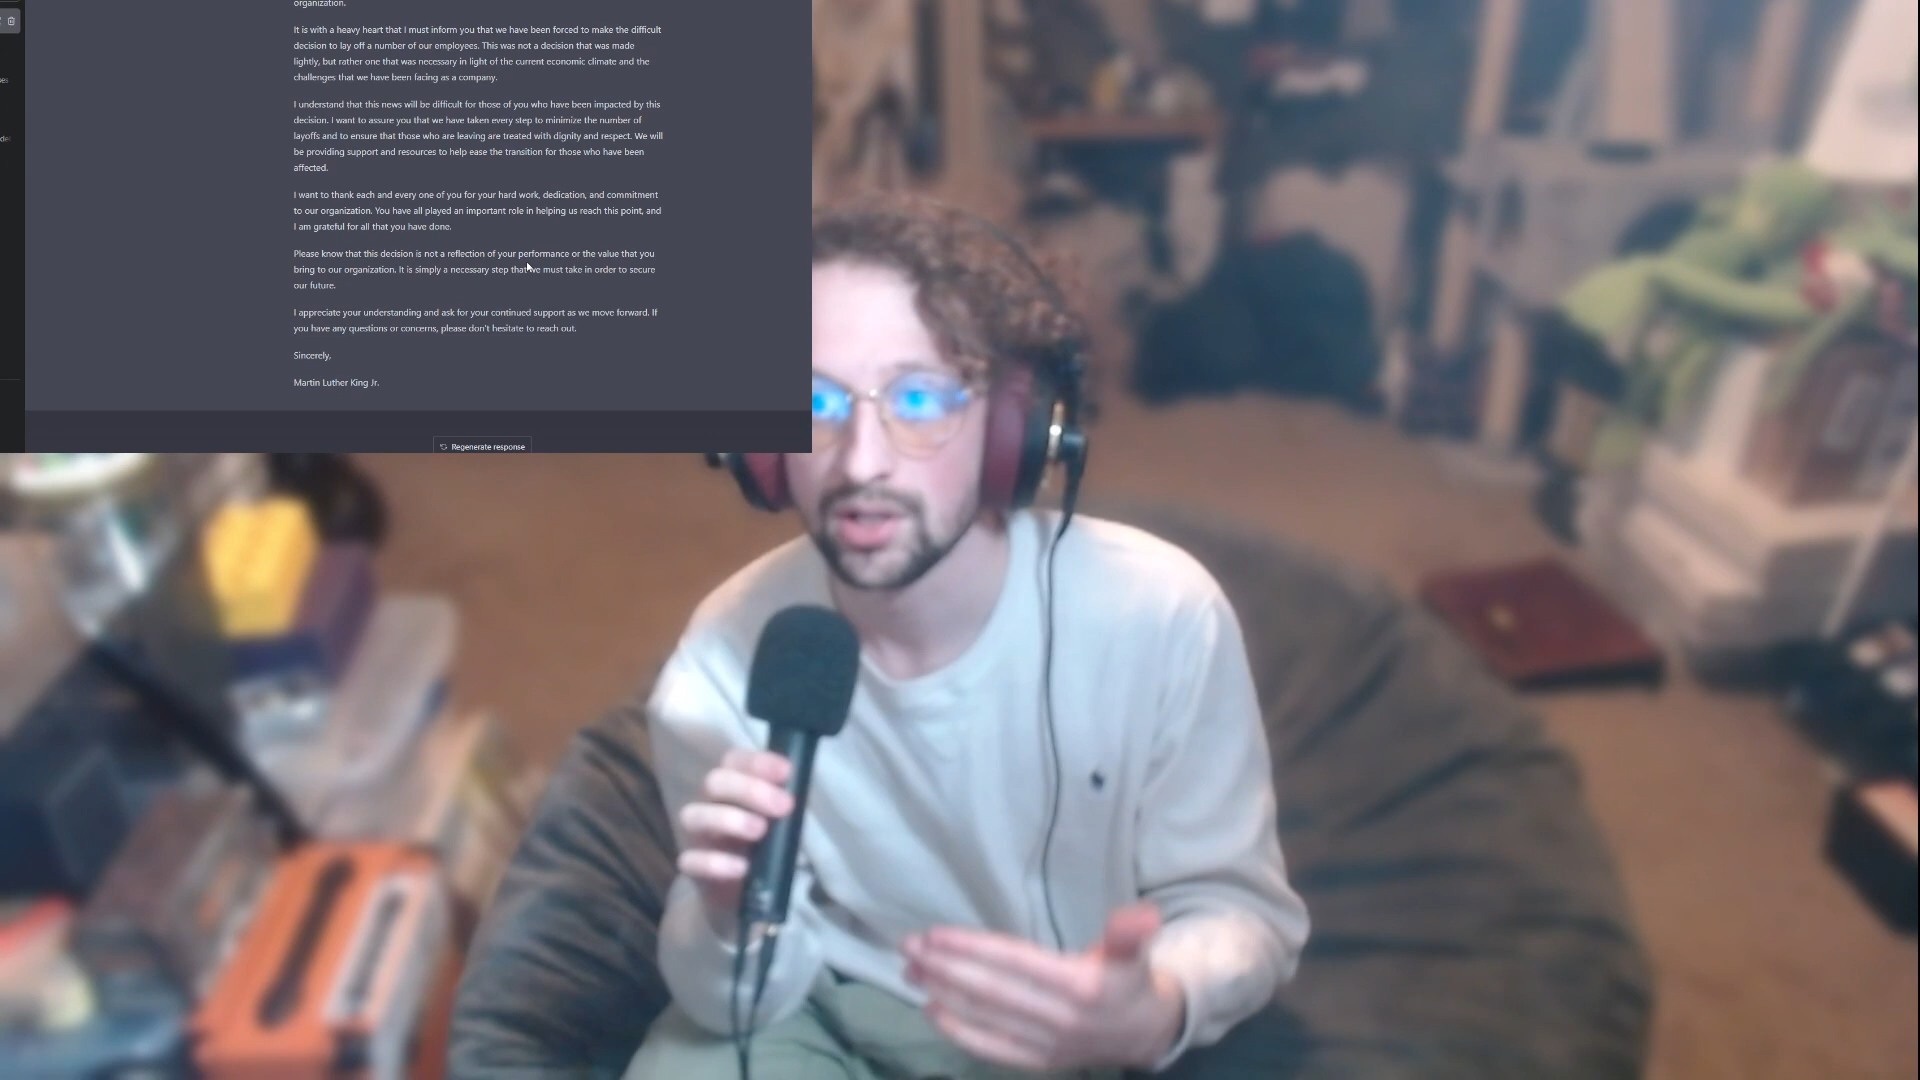 organization.
It is with a heavy heart that I must inform you that we have been forced to make the difficult
decision to lay off a number of our employees. This was not a decision that was made
lightly, but rather one that was necessary in light of the current economic climate and the
challenges that we have been facing as a company.
I understand that this news will be difficult for those of you who have been impacted by this
decision. I want to assure you that we have taken every step to minimize the number of
layoffs and to ensure that those who are leaving are treated with dignity and respect. We will
be providing support and resources to help ease the transition for those who have been
affected.
I want to thank each and every one of you for your hard work, dedication, and commitment
to our organization. You have all played an important role in helping us reach this point, and
I am grateful for all that you have done.
Please know that this decision is not a reflection of your performance or the value that you
bring to our organization. It is simply a necessary step that we must take in order to secure
our future.
I appreciate your understanding and ask for your continued support as we move forward. If
you have any questions or concerns, please don't hesitate to reach out.
Sincerely,
Martin Luther King Jr.
Regenerate response